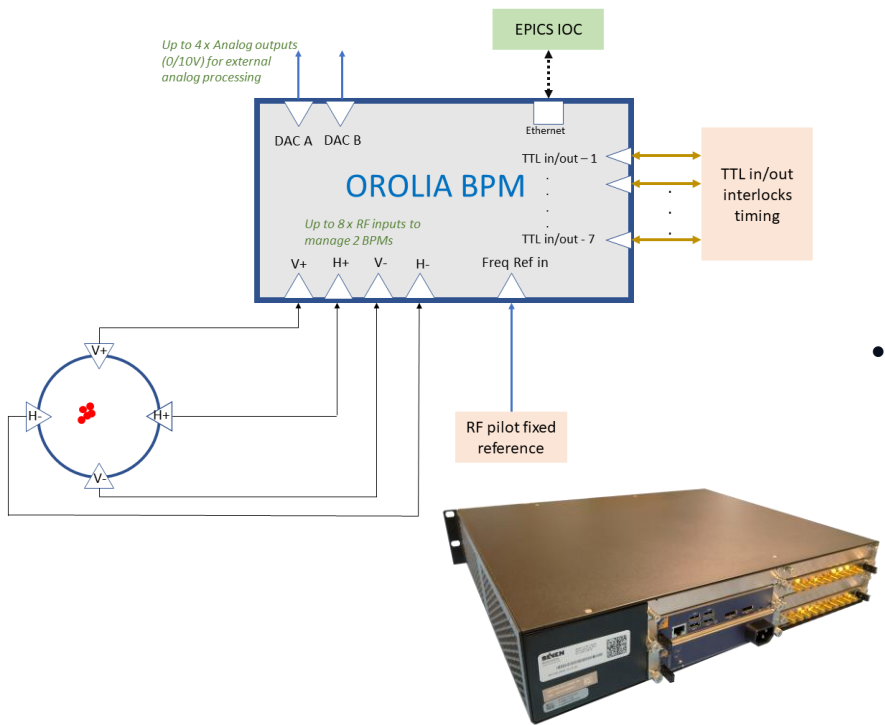 EPICS IOC
Up to 4 x Analog outputs
(0/10V) for external
analog processing
DAC A
DAC B
Ethernet
TTL in/out – 1
OROLIA BPM
TTL in/out
interlocks
timing
Up to 8 x RF inputs to
manage 2 BPMs
TTL in/out - 7
V+
H+
V-
H-
Freq Ref in
V+
H-
H+
V-
RF pilot fixed
reference